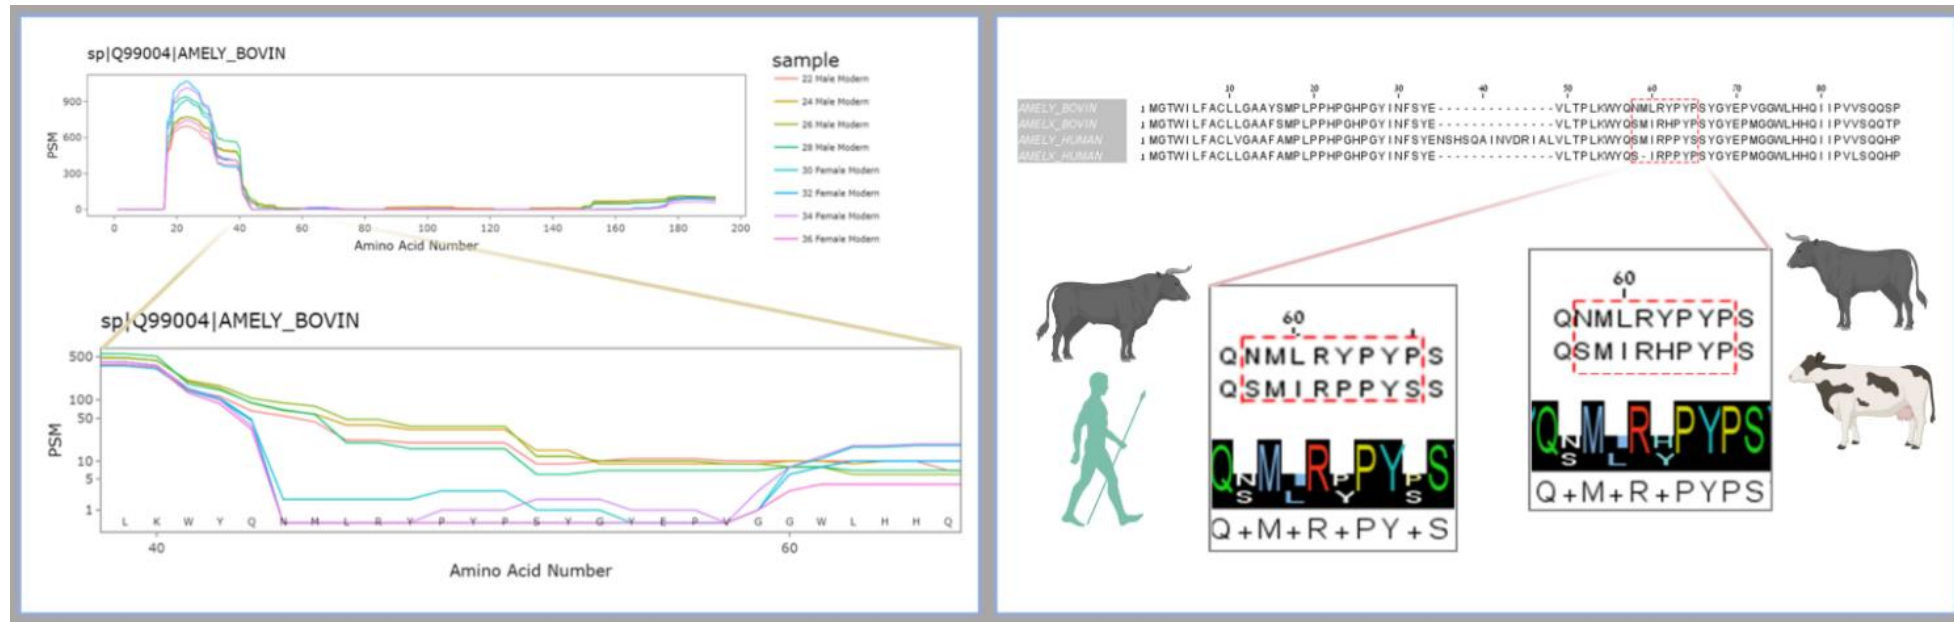 sp|Q99004|AMELY_BOVIN
900
600
300
0
PSM
0 20 40 60 80 100 120 140 160 180 200
Amino Acid Number
sample
22 Male Modern
24 Male Modern
26 Male Modern
28 Male Modern
30 Female Modern
32 Female Modern
34 Female Modern
36 Female Modern
sp|Q99004|AMELY_BOVIN
500
100
50
10
5
1
PSM
L K W Y Q N M L R Y P Y P S Y G Y E P V G G W L H H Q
40 60
Amino Acid Number
10 20 30 40 50 60 70 80
AMELY_BOVIN 1 MGTWILFACLLGAAYSMPLPPHPGHPGYINFSYE--------------VLTPLKWYQNMLRYPYPSYGYEPVGGWLHHQIIPVVSQQSP
AMELX_BOVIN 1 MGTWILFACLLGAAFSMPLPPHPGHPGYINFSYE--------------VLTPLKWYQSMIRHPYPSYGYEPMGGWLHHQIIPVVSQQTP
AMELY_HUMAN 1 MGTWILFACLVGAAFAMPLPPHPGHPGYINFSYENSHSQAINVDRIALVLTPLKWYQSMIRPPYSSYGYEPMGGWLHHQIIPVVSQQHP
AMELX_HUMAN 1 MGTWILFACLLGAAFAMPLPPHPGHPGYINFSYE--------------VLTPLKWYQS-IRPPYPSYGYEPMGGWLHHQIIPVLSQQHP
60
QNMLRYPYPS
QSMIRPPYSS
Q+M+R+PY+S
60
QNMLRYPYPS
QSMIRHPYPS
Q+M+R+PYPS